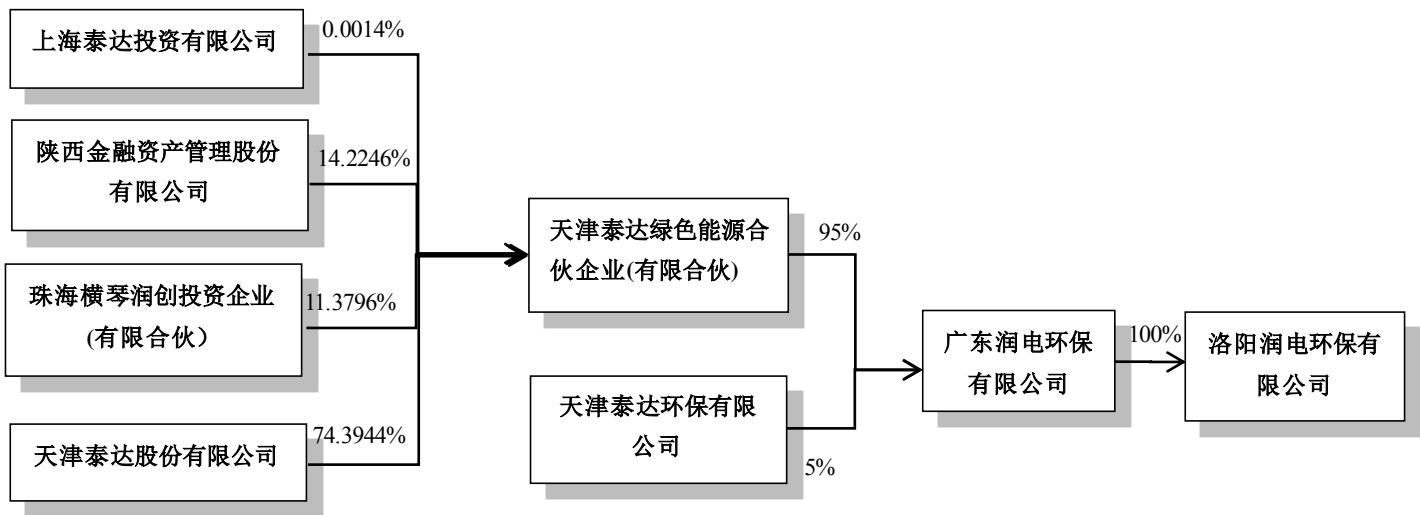 上海泰达投资有限公司
0.0014%
陕西金融资产管理股份
有限公司
14.2246%
珠海横琴润创投资企业
(有限合伙）
11.3796%
天津泰达股份有限公司
74.3944%
天津泰达绿色能源合
伙企业(有限合伙)
95%
天津泰达环保有限
公司
5%
广东润电环保
有限公司
100%
洛阳润电环保有
限公司